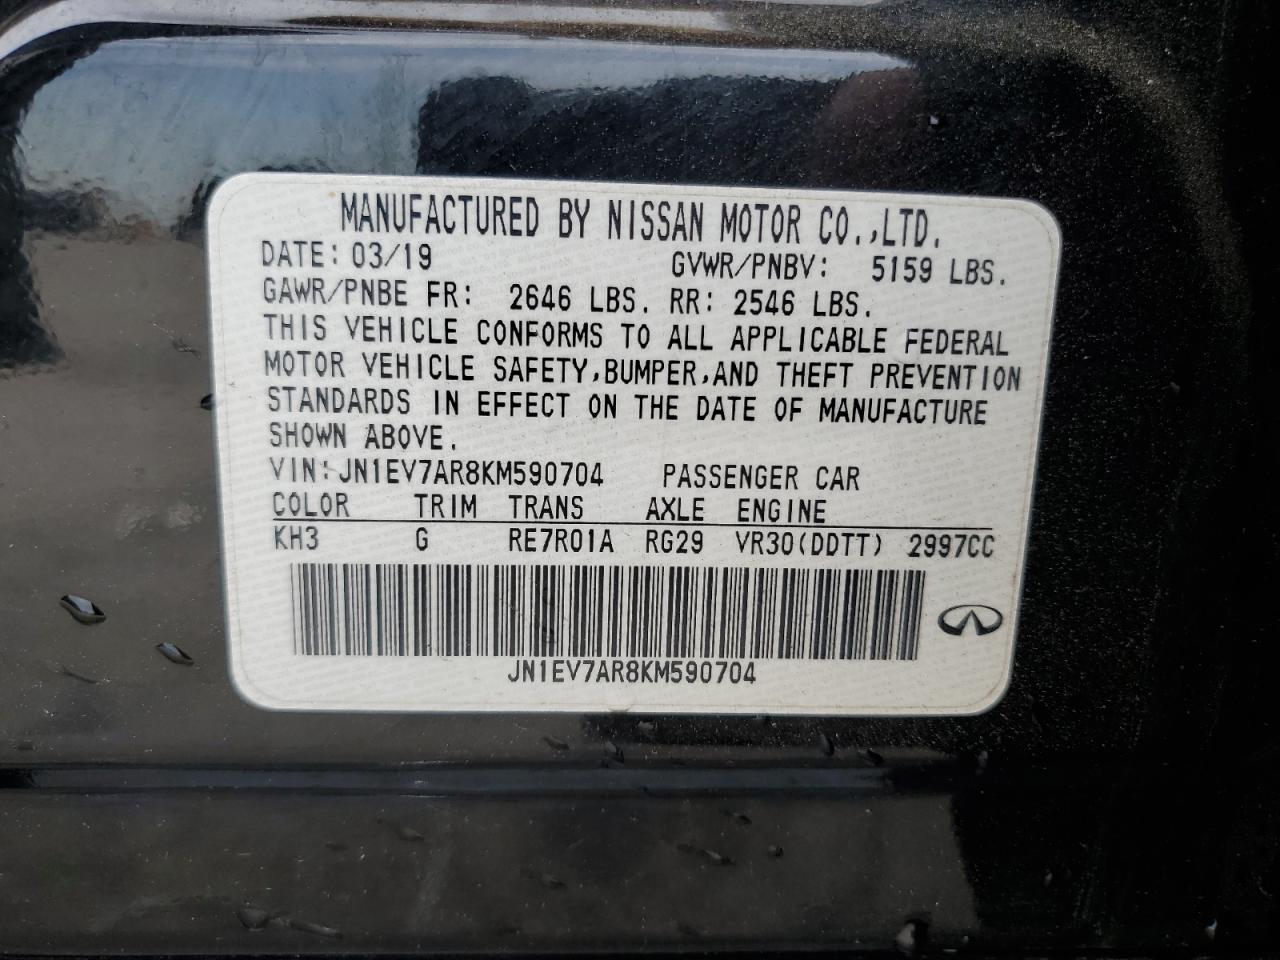 MANUFACTURED BY NISSAN MOTOR CO.,LTD.
DATE: 03/19 GVWR/PNBV: 5159 LBS.
GAWR/PNBE FR: 2646 LBS. RR: 2546 LBS.
THIS VEHICLE CONFORMS TO ALL APPLICABLE FEDERAL
MOTOR VEHICLE SAFETY,BUMPER,AND THEFT PREVENTION
STANDARDS IN EFFECT ON THE DATE OF MANUFACTURE
SHOWN ABOVE.
VIN:JN1EV7AR8KM590704 PASSENGER CAR
COLOR TRIM TRANS AXLE ENGINE
KH3 G RE7R01A RG29 VR30(DDTT) 2997CC
JN1EV7AR8KM590704